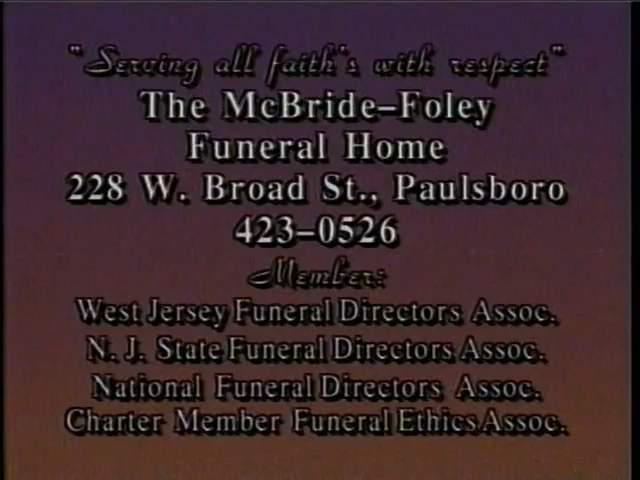 "Serving all faith's with respect"
The McBride–Foley
Funeral Home
228 W. Broad St., Paulsboro
423–0526
Member:
West Jersey Funeral Directors Assoc.
N. J. State Funeral Directors Assoc.
National Funeral Directors Assoc.
Charter Member Funeral Ethics Assoc.